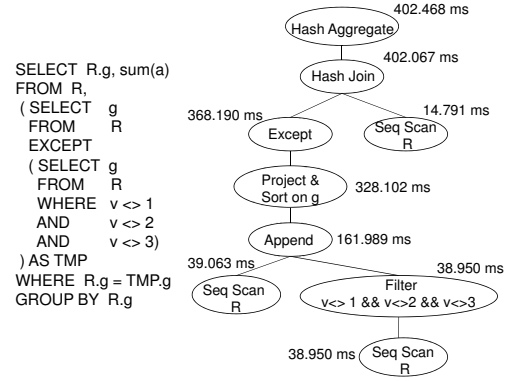 SELECT R.g, sum(a)
FROM R,
( SELECT g
FROM R
EXCEPT
( SELECT g
FROM R
WHERE v <> 1
AND v <> 2
AND v <> 3)
) AS TMP
WHERE R.g = TMP.g
GROUP BY R.g
402.468 ms
Hash Aggregate
402.067 ms
Hash Join
368.190 ms
14.791 ms
Except
Seq Scan
R
Project &
Sort on g
328.102 ms
Append
161.989 ms
39.063 ms
38.950 ms
Seq Scan
R
Filter
v<> 1 && v<>2 && v<>3
38.950 ms
Seq Scan
R